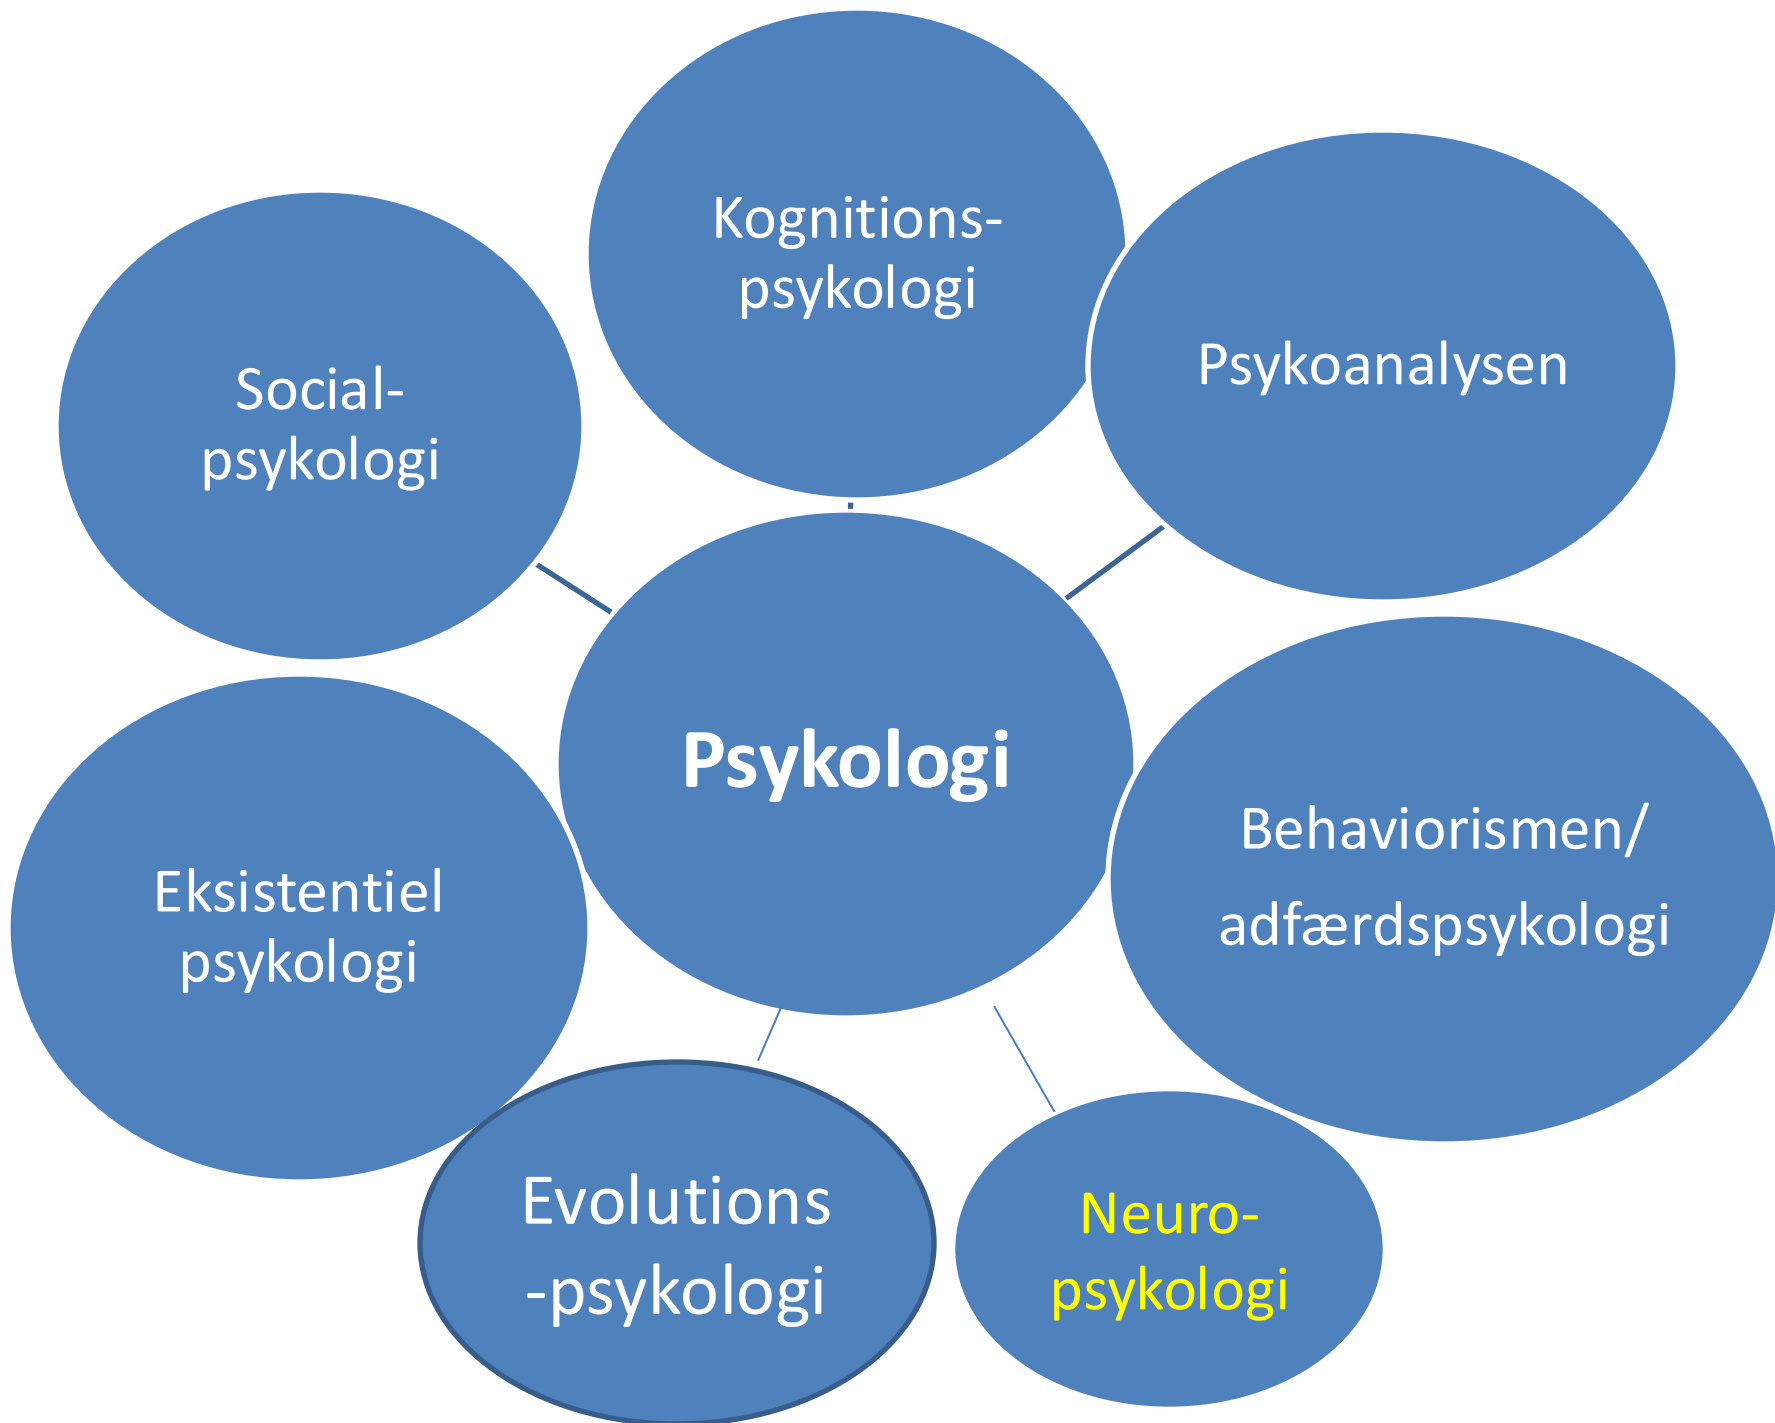 Kognitions-
psykologi
Psykoanalysen
Social-
psykologi
Psykologi
Behaviorismen/
adfærdspsykologi
Eksistentiel
psykologi
Evolutions
-psykologi
Neuro-
psykologi